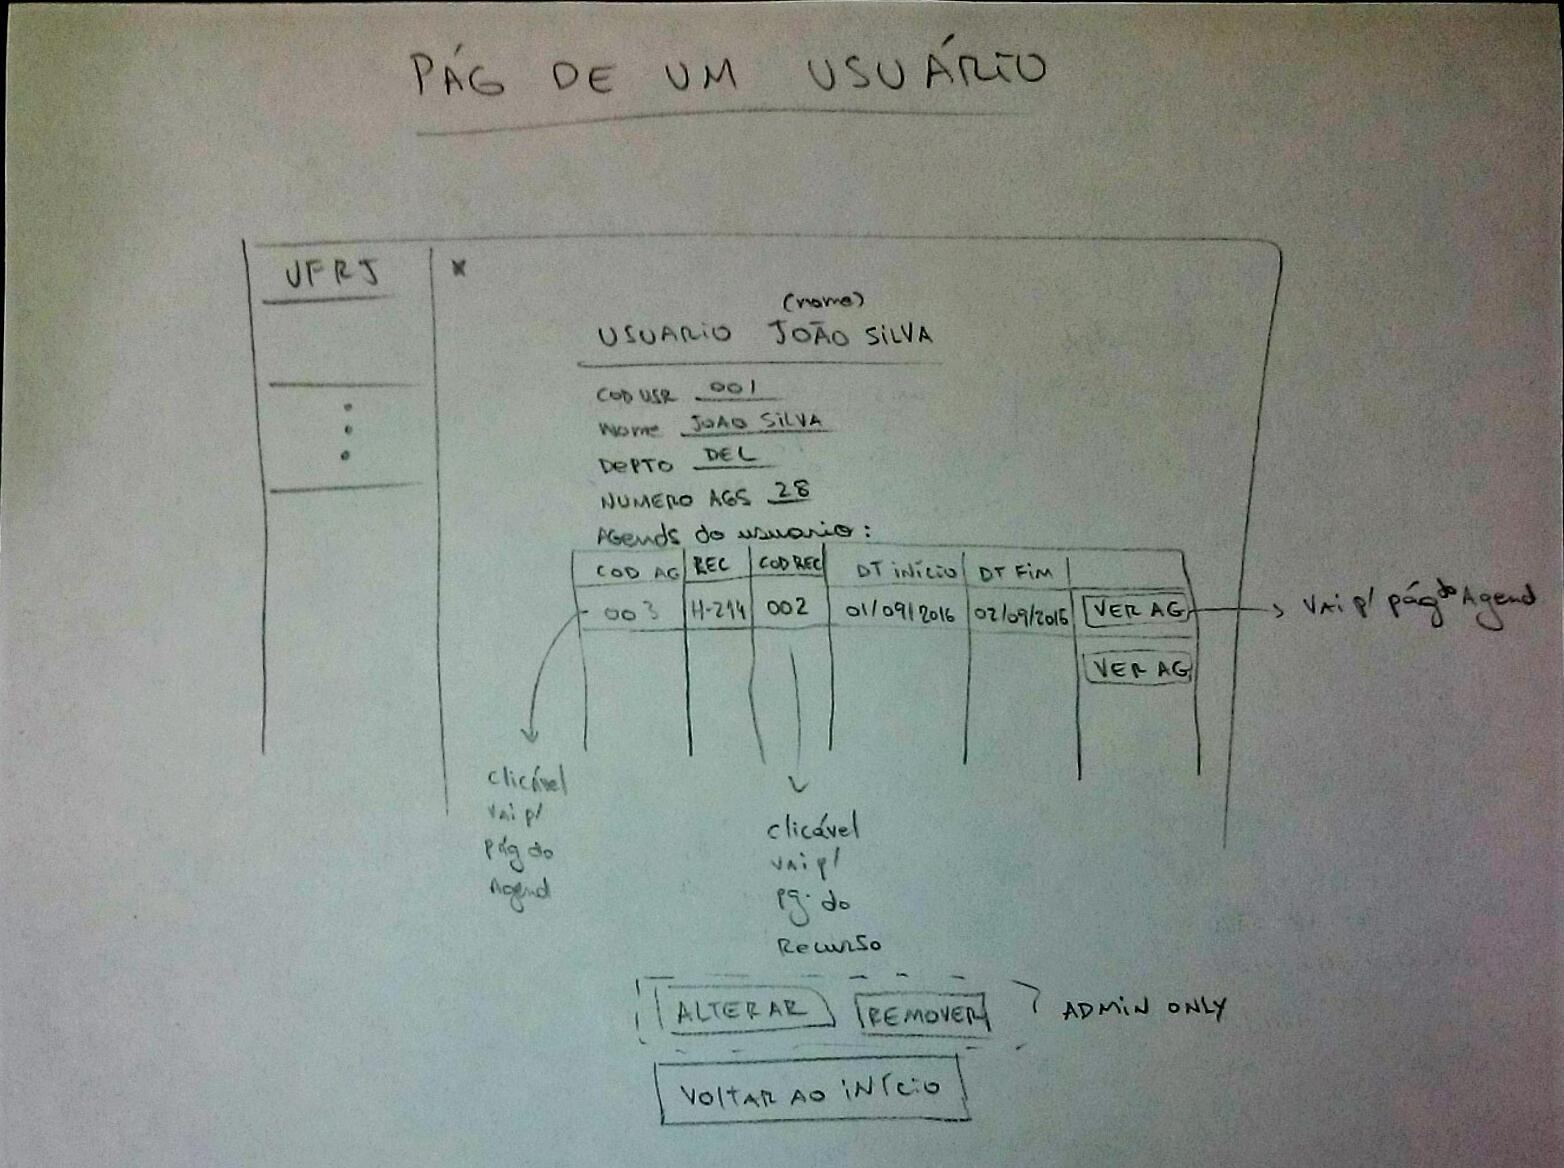 PÁG DE UM USUÁRIO
UFRJ
x
(nome)
USUARIO JOÃO SILVA
COD USR 001
Nome JOAO SILVA
DEPTO DEL
NUMERO AGS 28
AGends do usuario:
COD AG REC COD REC DT INÍCIO DT FIM
003 H-214 002 01/09/2016 02/09/2016 VER AG
VAi p/ pág do Agend
VER AG
clicável
vai p/
pág do
Agend
clicável
vai p/
pg. do
Recurso
ALTERAR REMOVER
ADMIN ONLY
VOLTAR AO INÍCIO